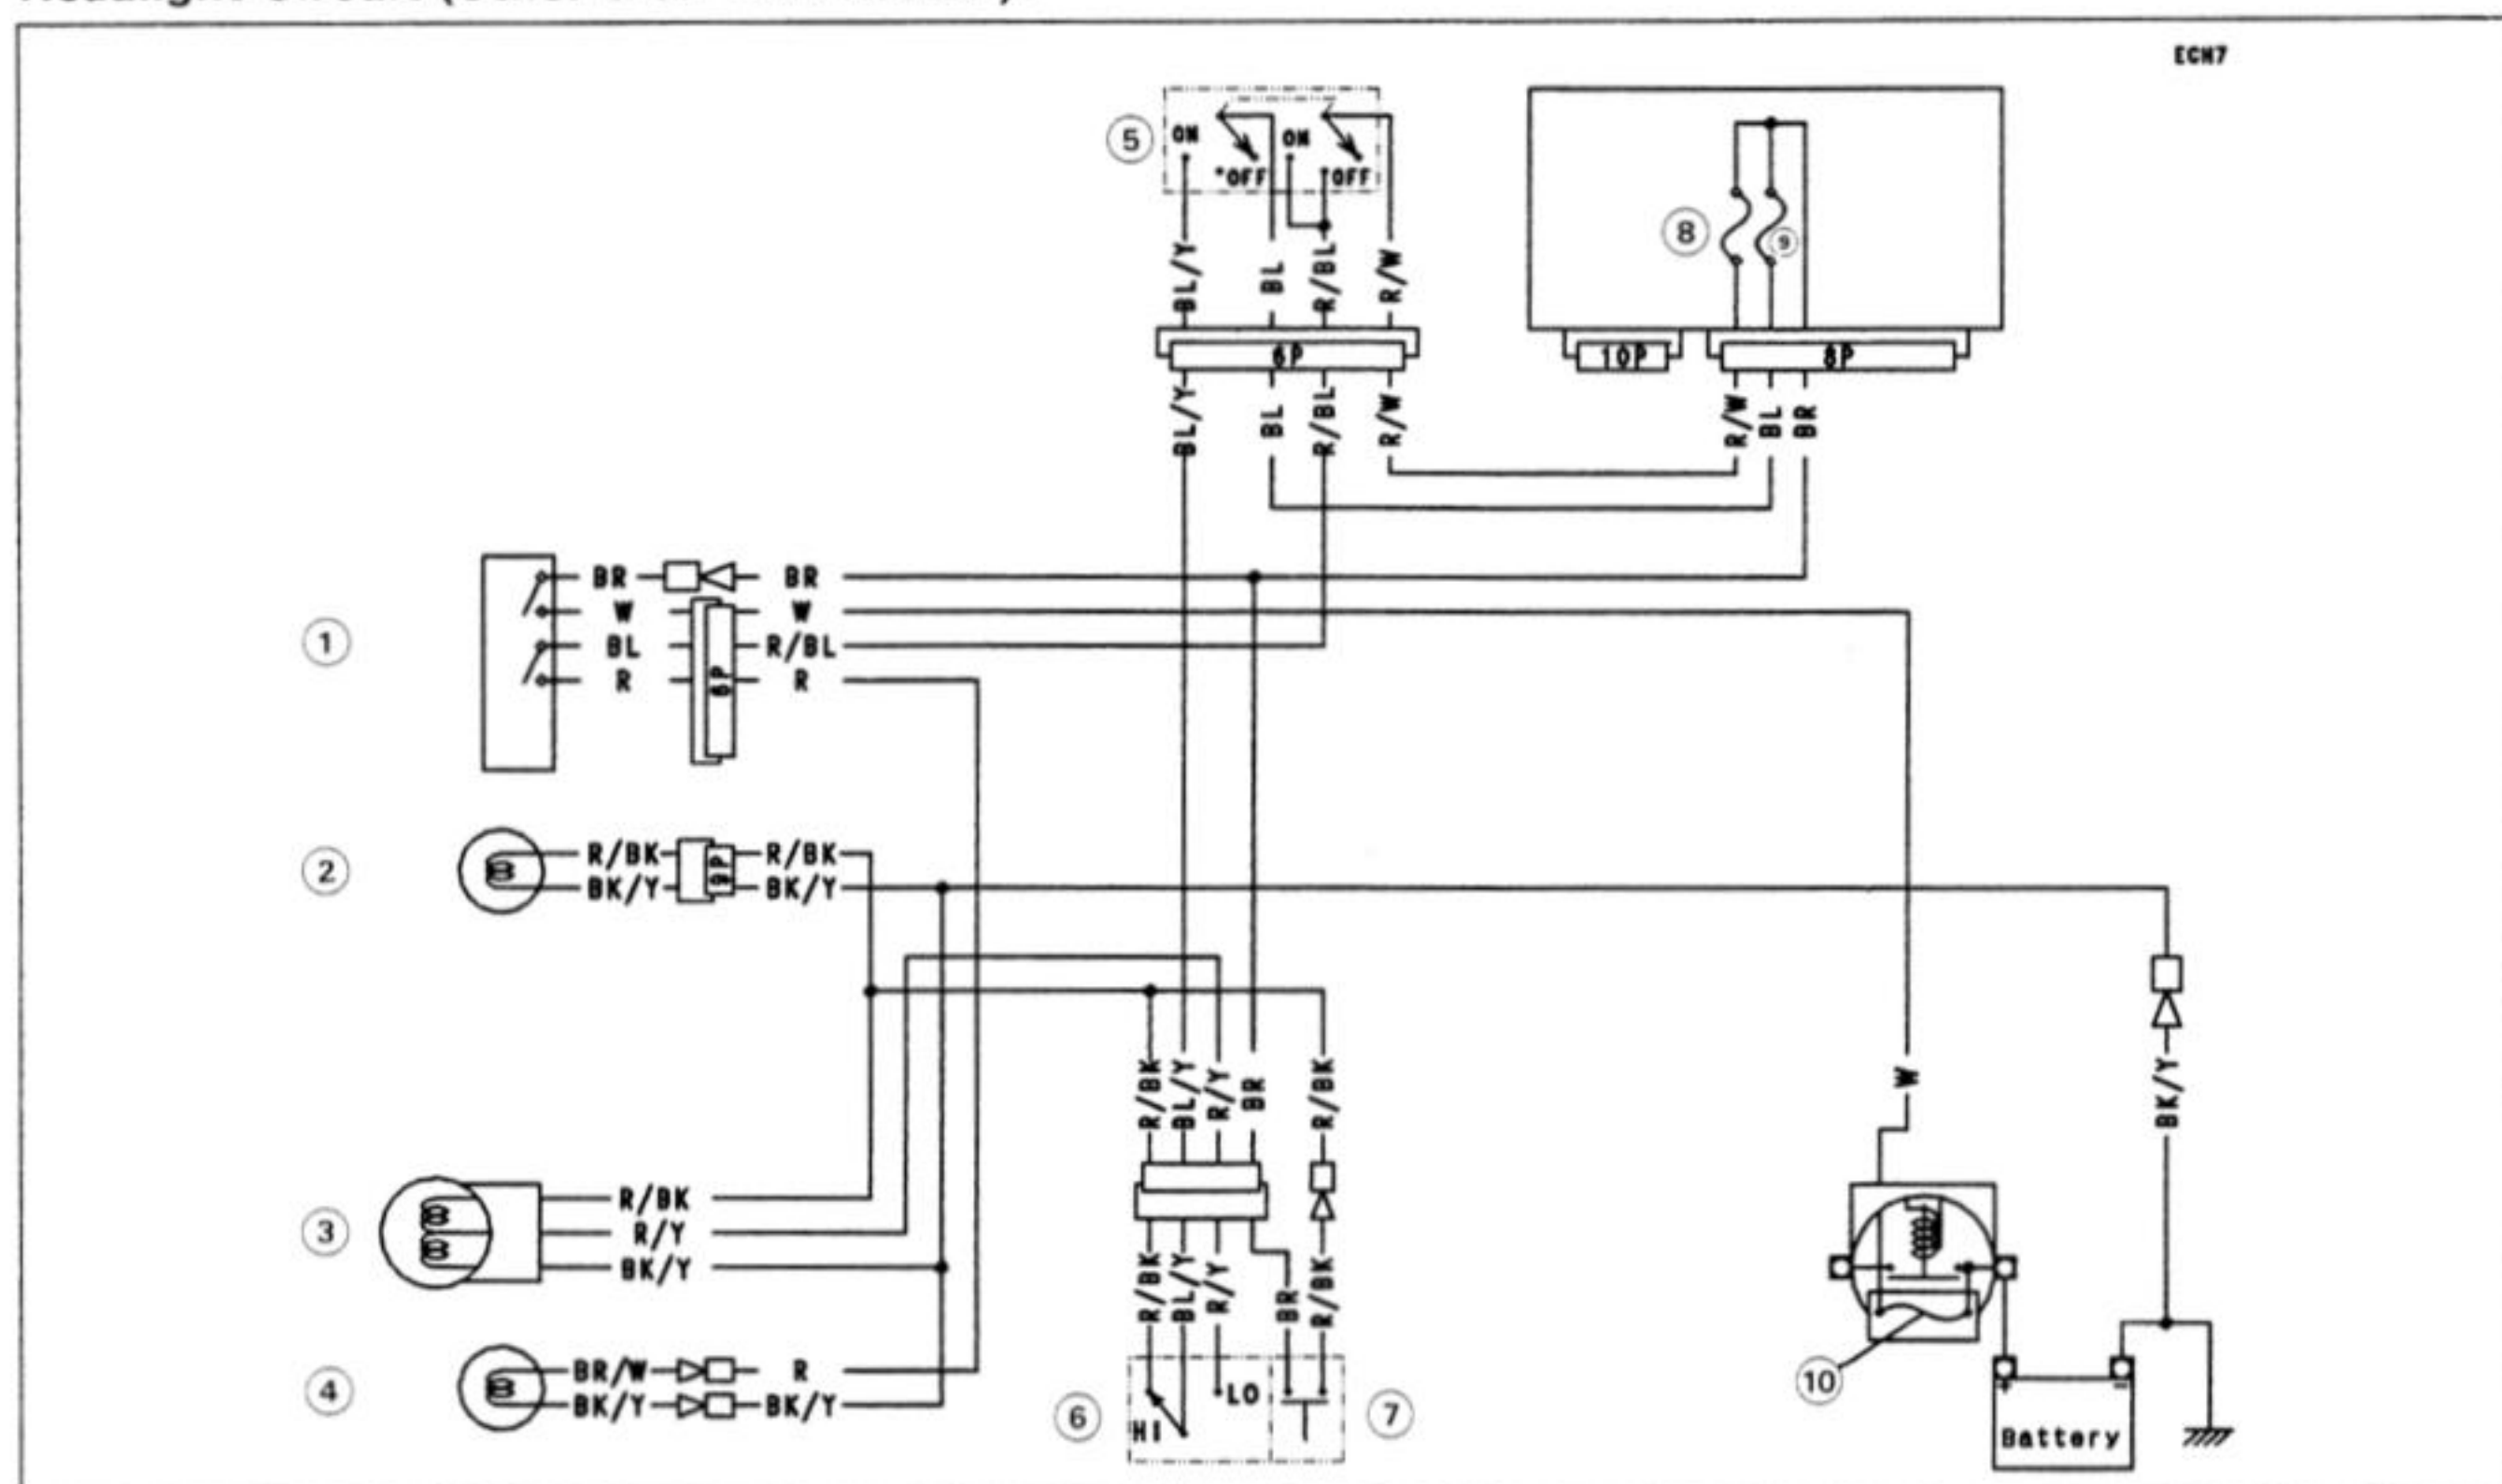 Headlight Circuit (
ECH7
5
ON
*OFF
ON
*OFF
8
9
BL/Y
BL
R/BL
R/W
6P
10P
8P
BL/Y
BL
R/BL
R/W
R/W
BL
BR
1
BR
BR
W
W
BL
R/BL
R
R
6P
2
R/BK
R/BK
BK/Y
BK/Y
9P
3
R/BK
R/Y
BK/Y
4
BR/W
R
BK/Y
BK/Y
R/BK
BL/Y
R/Y
BR
R/BK
R/BK
BL/Y
R/Y
BR
R/BK
6
HI
LO
7
W
BK/Y
10
+
-
Battery